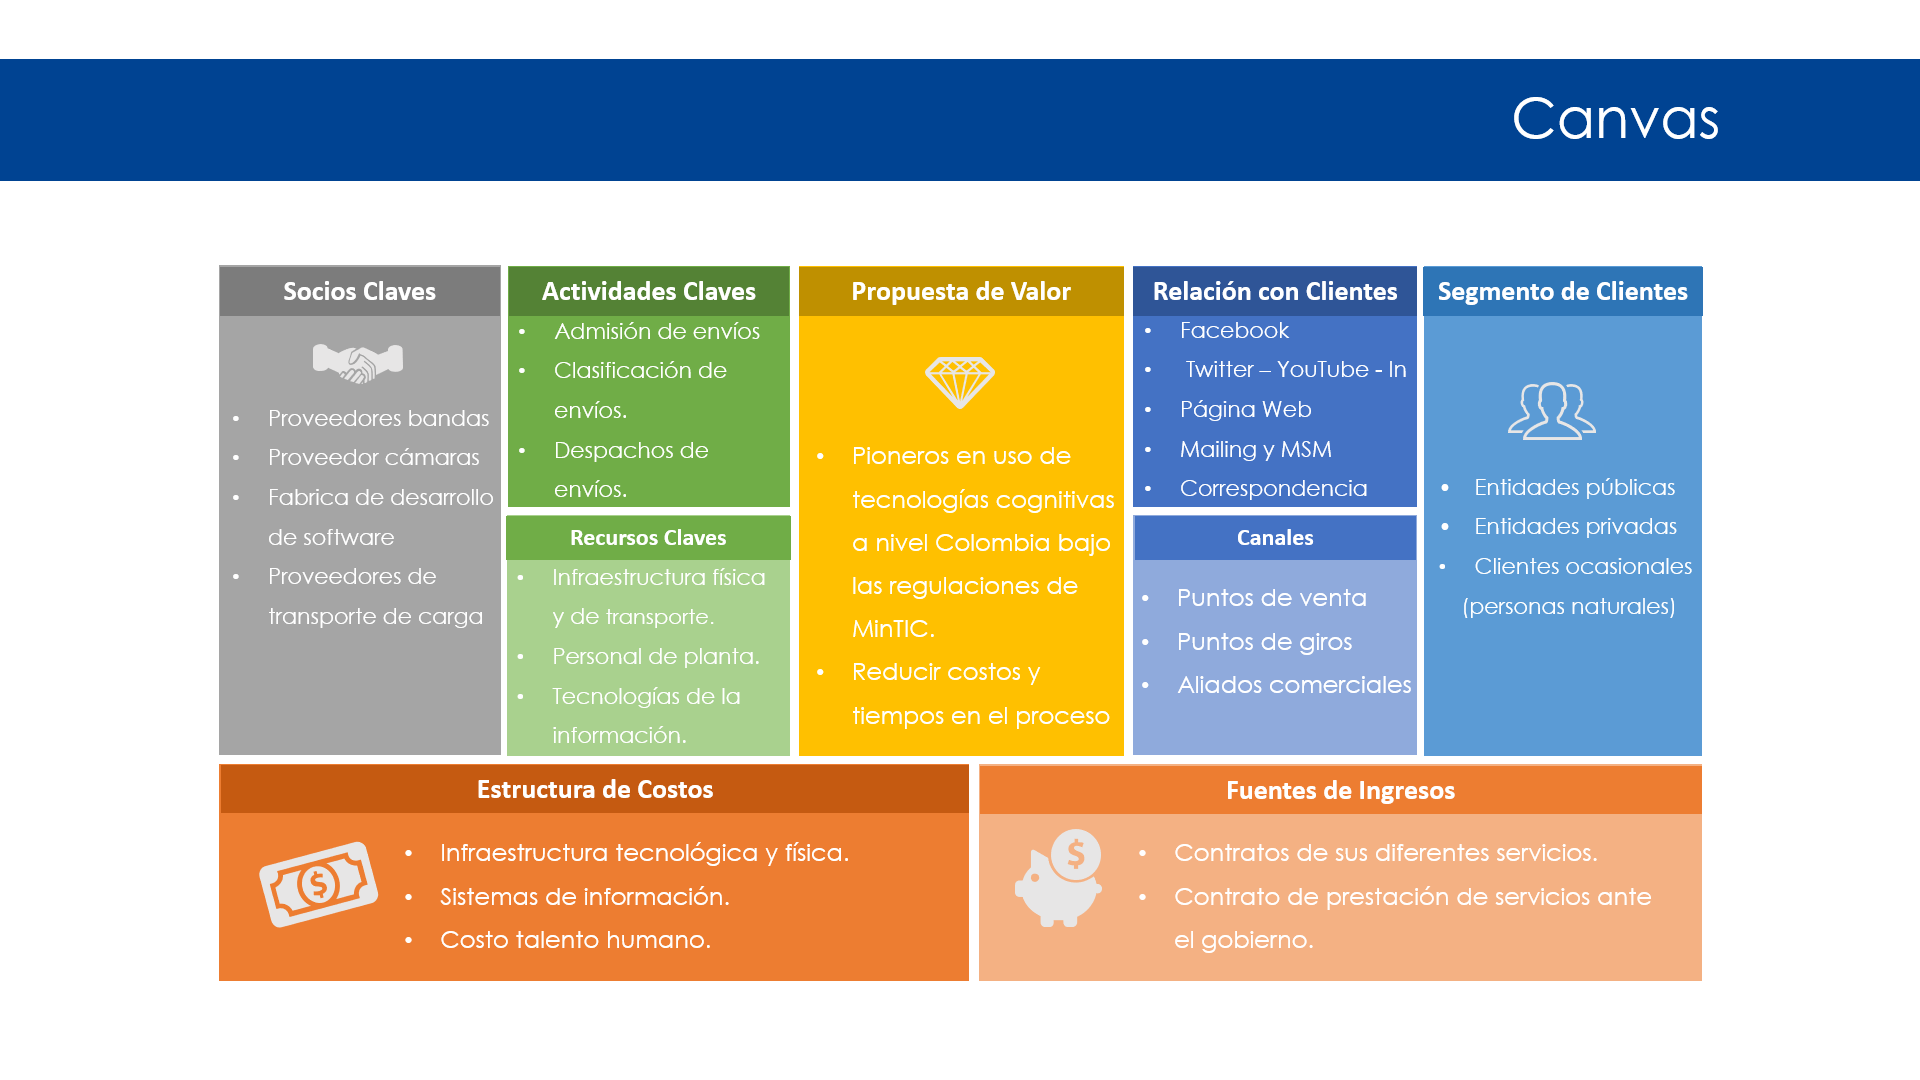 Canvas
Socios Claves
• Proveedores bandas
• Proveedor cámaras
• Fabrica de desarrollo
de software
• Proveedores de
transporte de carga
Actividades Claves
• Admisión de envíos
• Clasificación de
envíos.
• Despachos de
envíos.
Recursos Claves
• Infraestructura física
y de transporte.
• Personal de planta.
• Tecnologías de la
información.
Propuesta de Valor
• Pioneros en uso de
tecnologías cognitivas
a nivel Colombia bajo
las regulaciones de
MinTIC.
• Reducir costos y
tiempos en el proceso
Relación con Clientes
• Facebook
• Twitter – YouTube - In
• Página Web
• Mailing y MSM
• Correspondencia
Canales
• Puntos de venta
• Puntos de giros
• Aliados comerciales
Segmento de Clientes
• Entidades públicas
• Entidades privadas
• Clientes ocasionales
(personas naturales)
Estructura de Costos
$
• Infraestructura tecnológica y física.
• Sistemas de información.
• Costo talento humano.
Fuentes de Ingresos
$
• Contratos de sus diferentes servicios.
• Contrato de prestación de servicios ante
el gobierno.